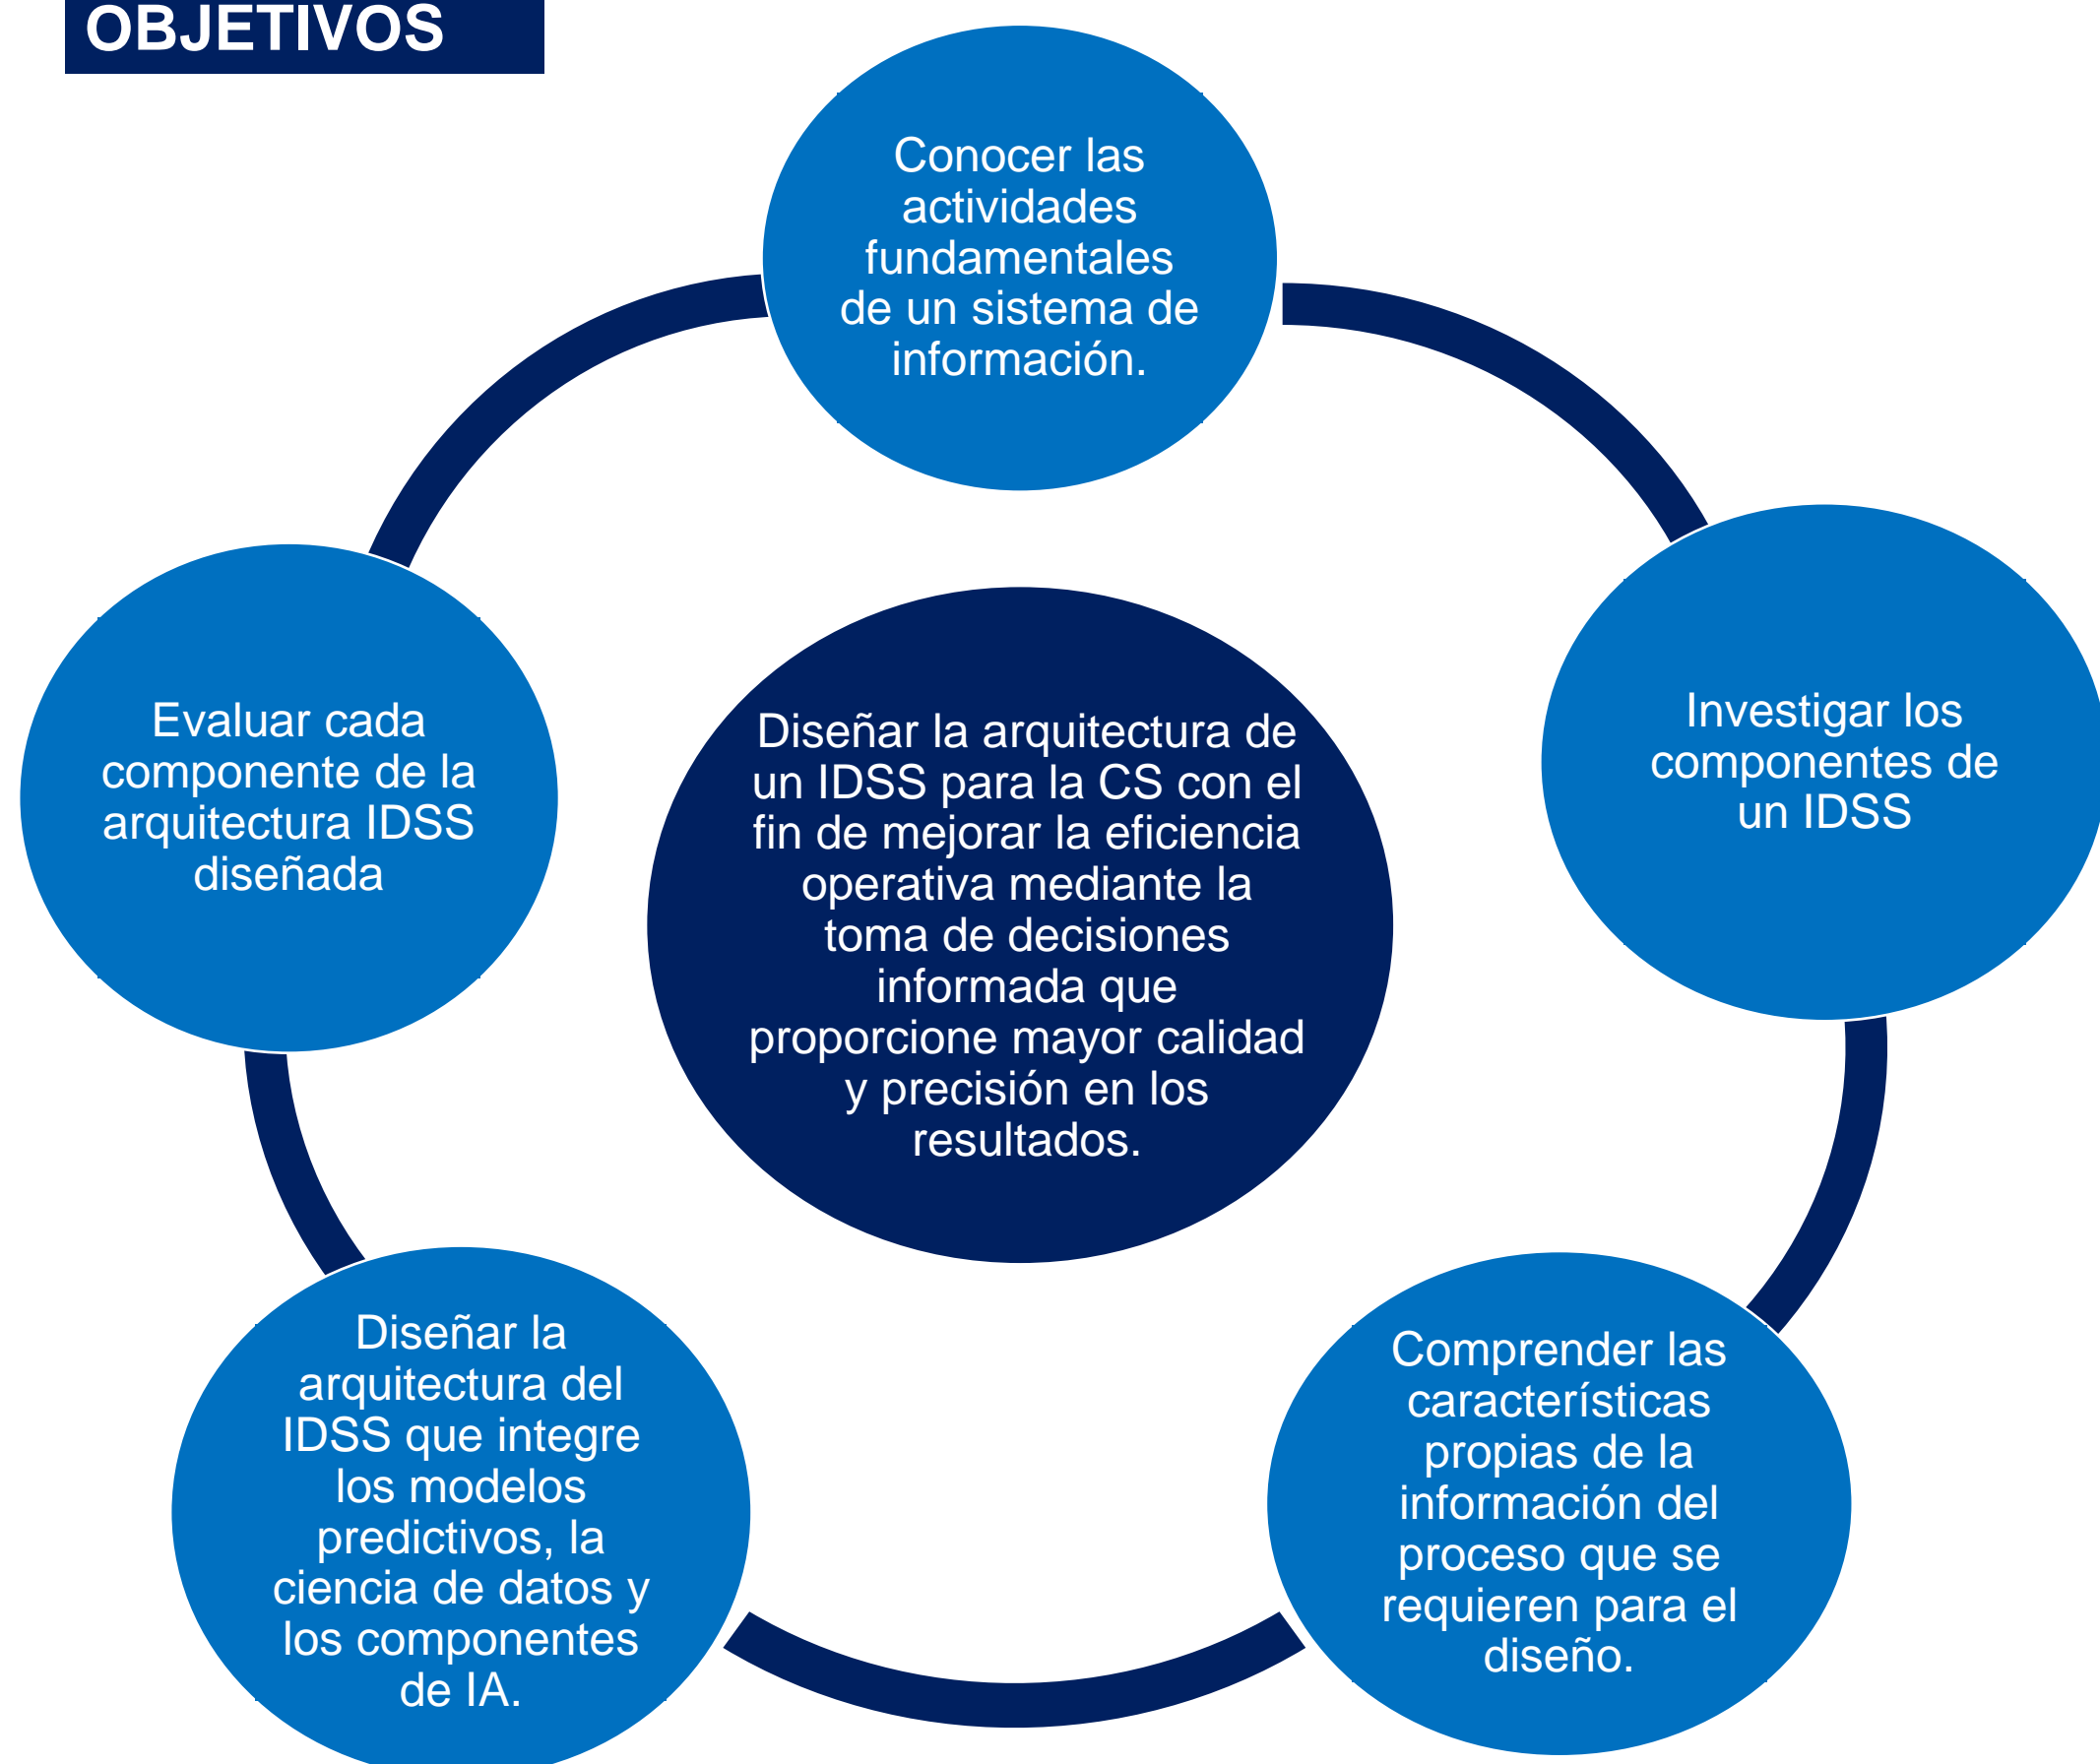 OBJETIVOS
Conocer las
actividades
fundamentales
de un sistema de
información.
Investigar los
componentes de
un IDSS
Comprender las
características
propias de la
información del
proceso que se
requieren para el
diseño.
Diseñar la
arquitectura del
IDSS que integre
los modelos
predictivos, la
ciencia de datos y
los componentes
de IA.
Evaluar cada
componente de la
arquitectura IDSS
diseñada
Diseñar la arquitectura de
un IDSS para la CS con el
fin de mejorar la eficiencia
operativa mediante la
toma de decisiones
informada que
proporcione mayor calidad
y precisión en los
resultados.